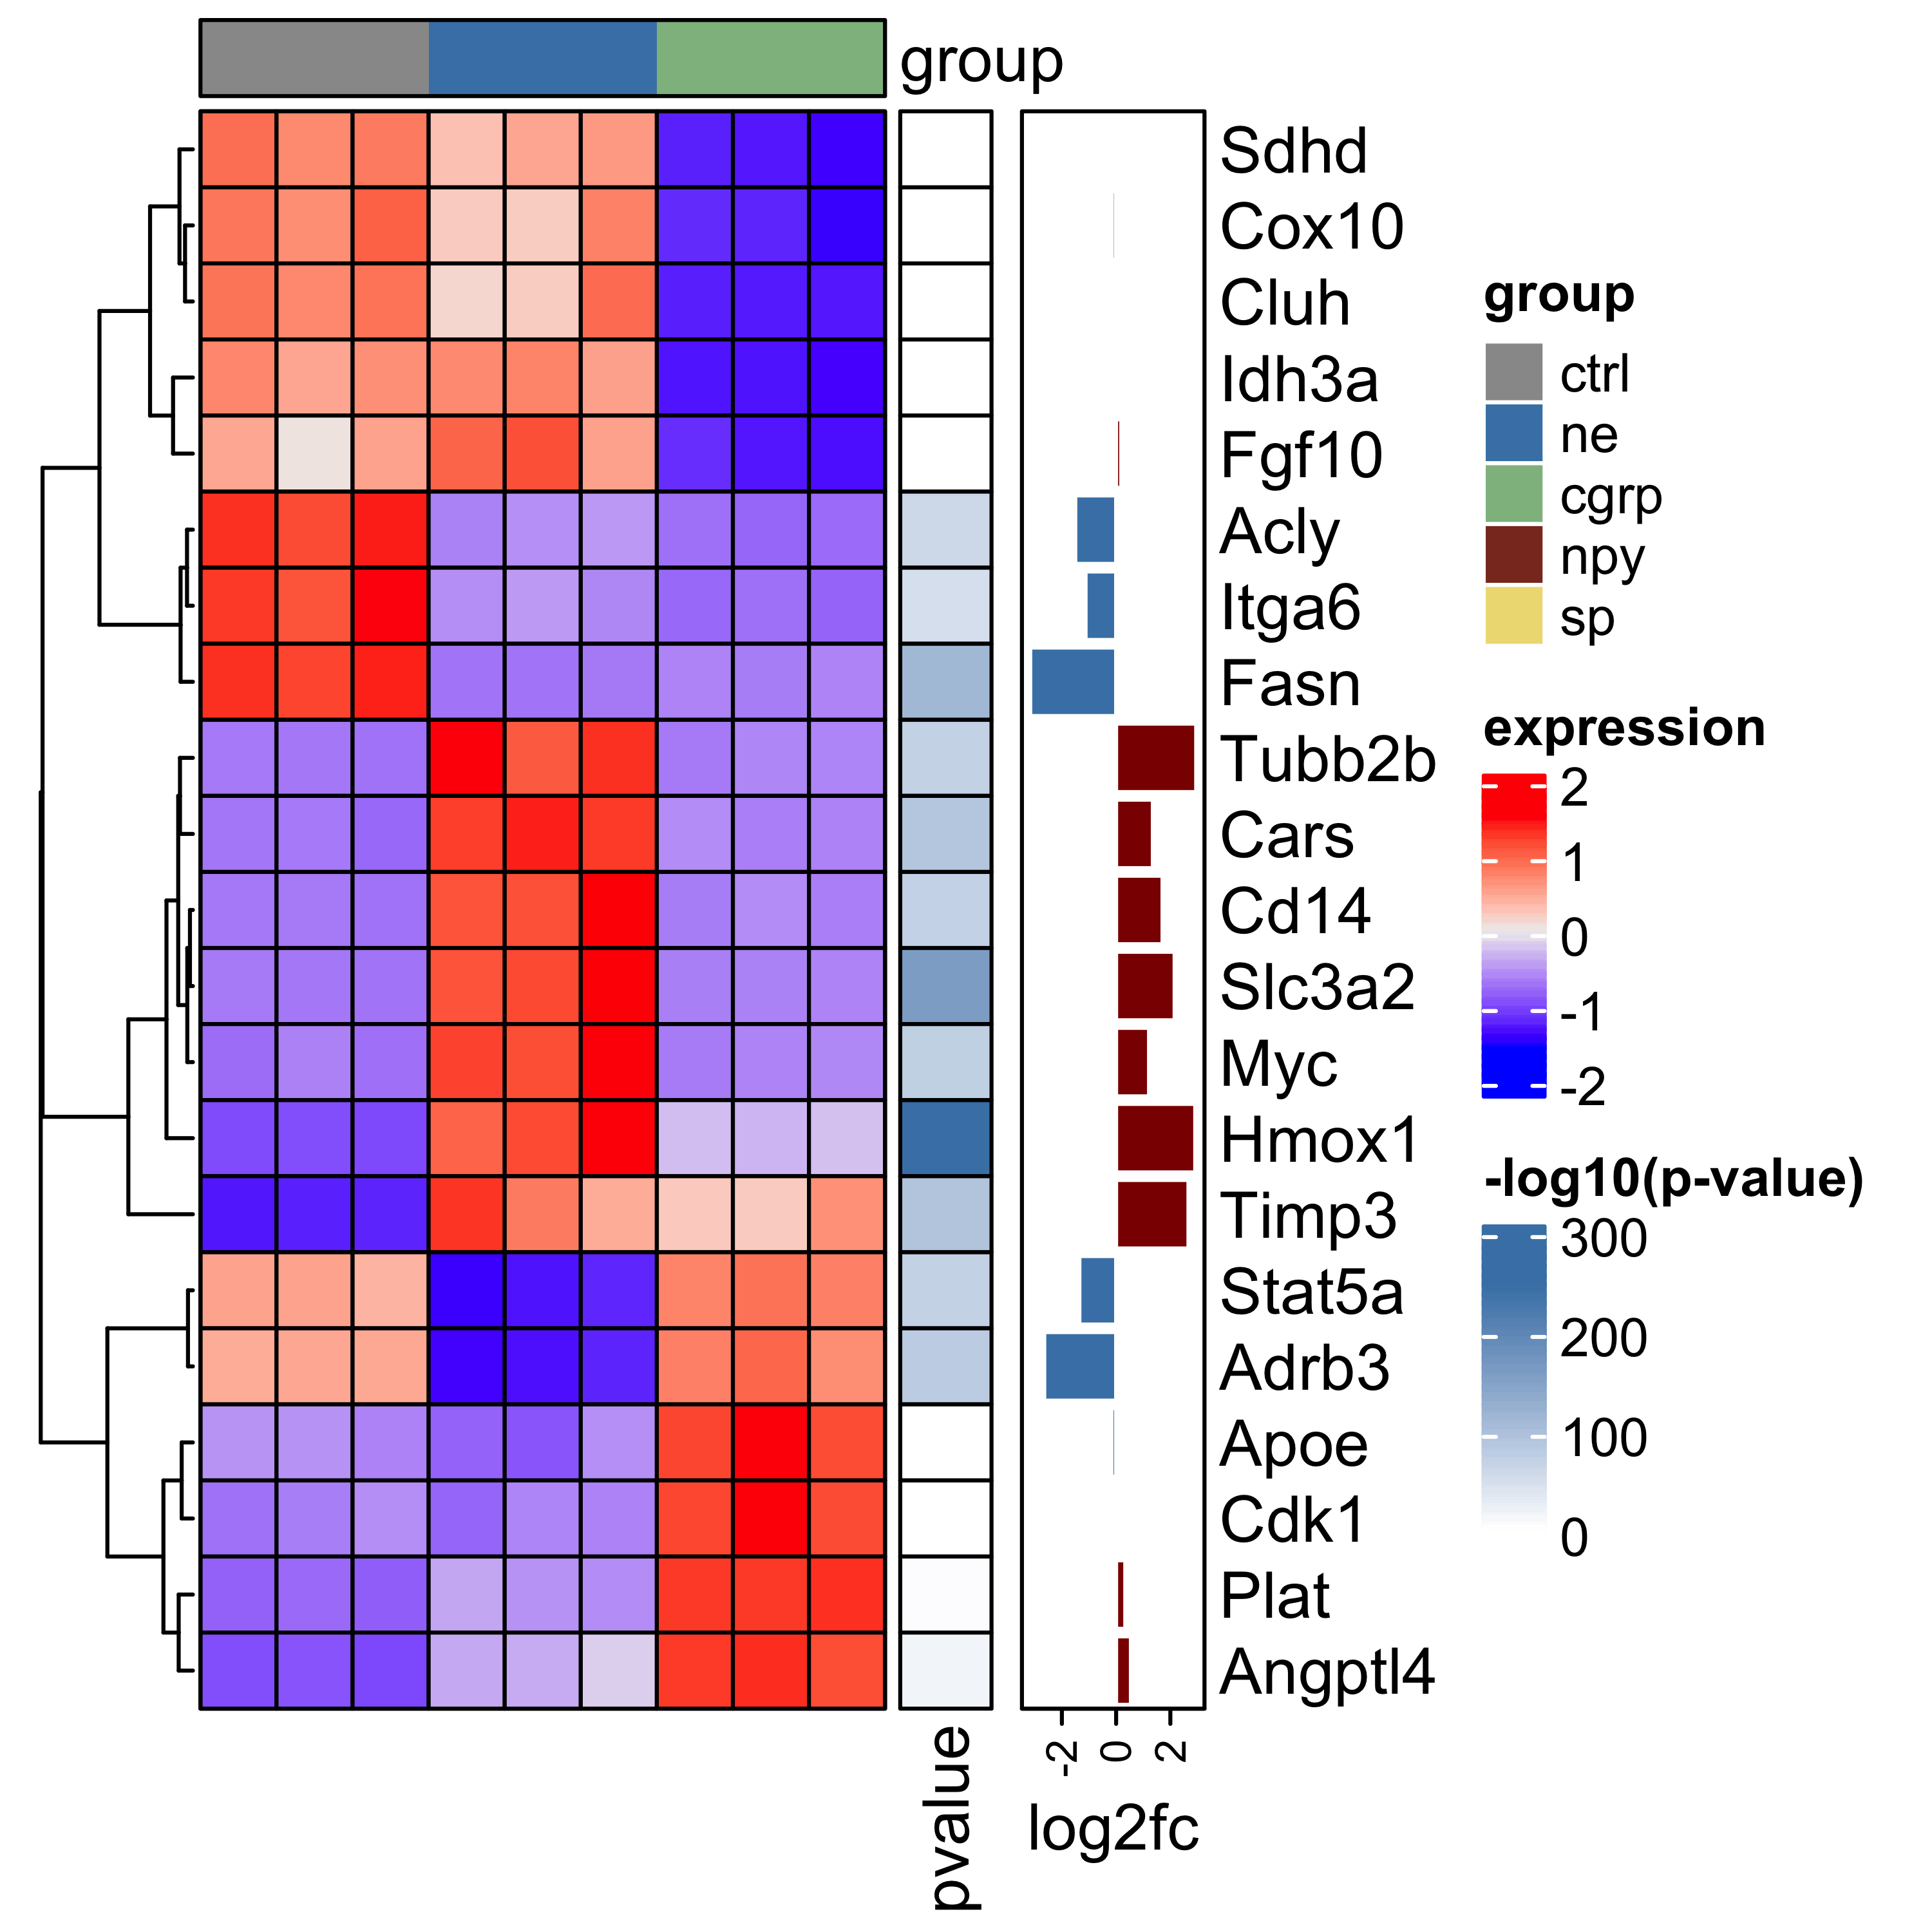 group
Sdhd
Cox10
Cluh
Idh3a
Fgf10
Acly
Itga6
Fasn
Tubb2b
Cars
Cd14
Slc3a2
Myc
Hmox1
Timp3
Stat5a
Adrb3
Apoe
Cdk1
Plat
Angptl4
pvalue
-2 0 2
log2fc
group
ctrl
ne
cgrp
npy
sp
expression
2
1
0
-1
-2
-log10(p-value)
300
200
100
0